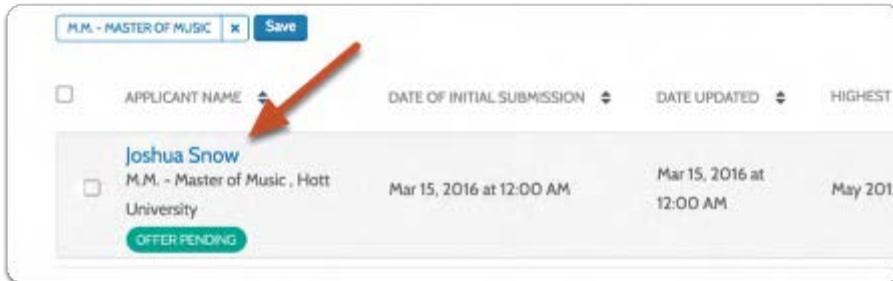 M.M. - MASTER OF MUSIC x Save
APPLICANT NAME DATE OF INITIAL SUBMISSION DATE UPDATED HIGHEST
Joshua Snow
M.M. - Master of Music , Hott
University
OFFER PENDING
Mar 15, 2016 at 12:00 AM
Mar 15, 2016 at
12:00 AM
May 201